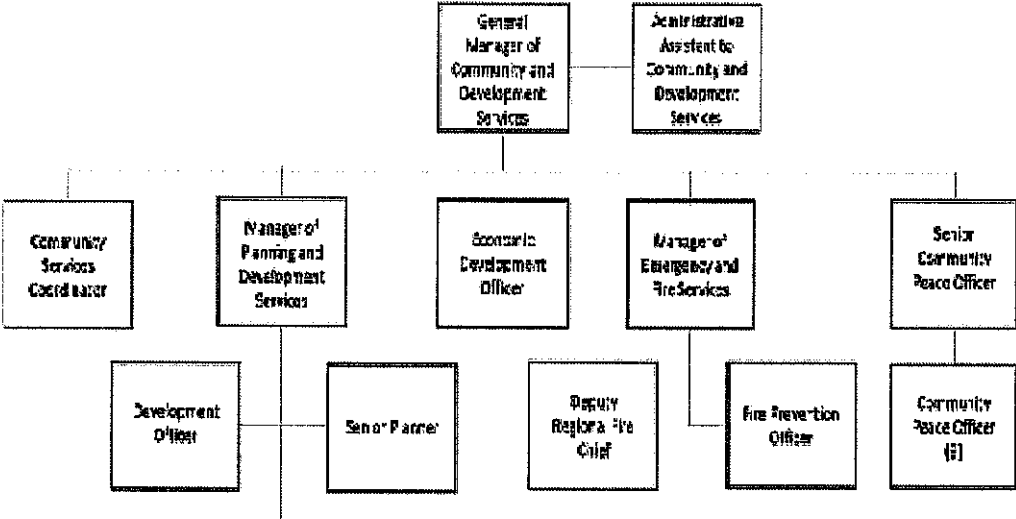 General
Manager of
Community and
Development
Services
Administrative
Assistant to
Community and
Development
Services
Community
Services
Coordinator
Manager of
Planning and
Development
Services
Economic
Development
Officer
Manager of
Emergency and
Fire Services
Senior
Community
Peace Officer
Development
Officer
Senior Planner
Deputy
Regional Fire
Chief
Fire Prevention
Officer
Community
Peace Officer